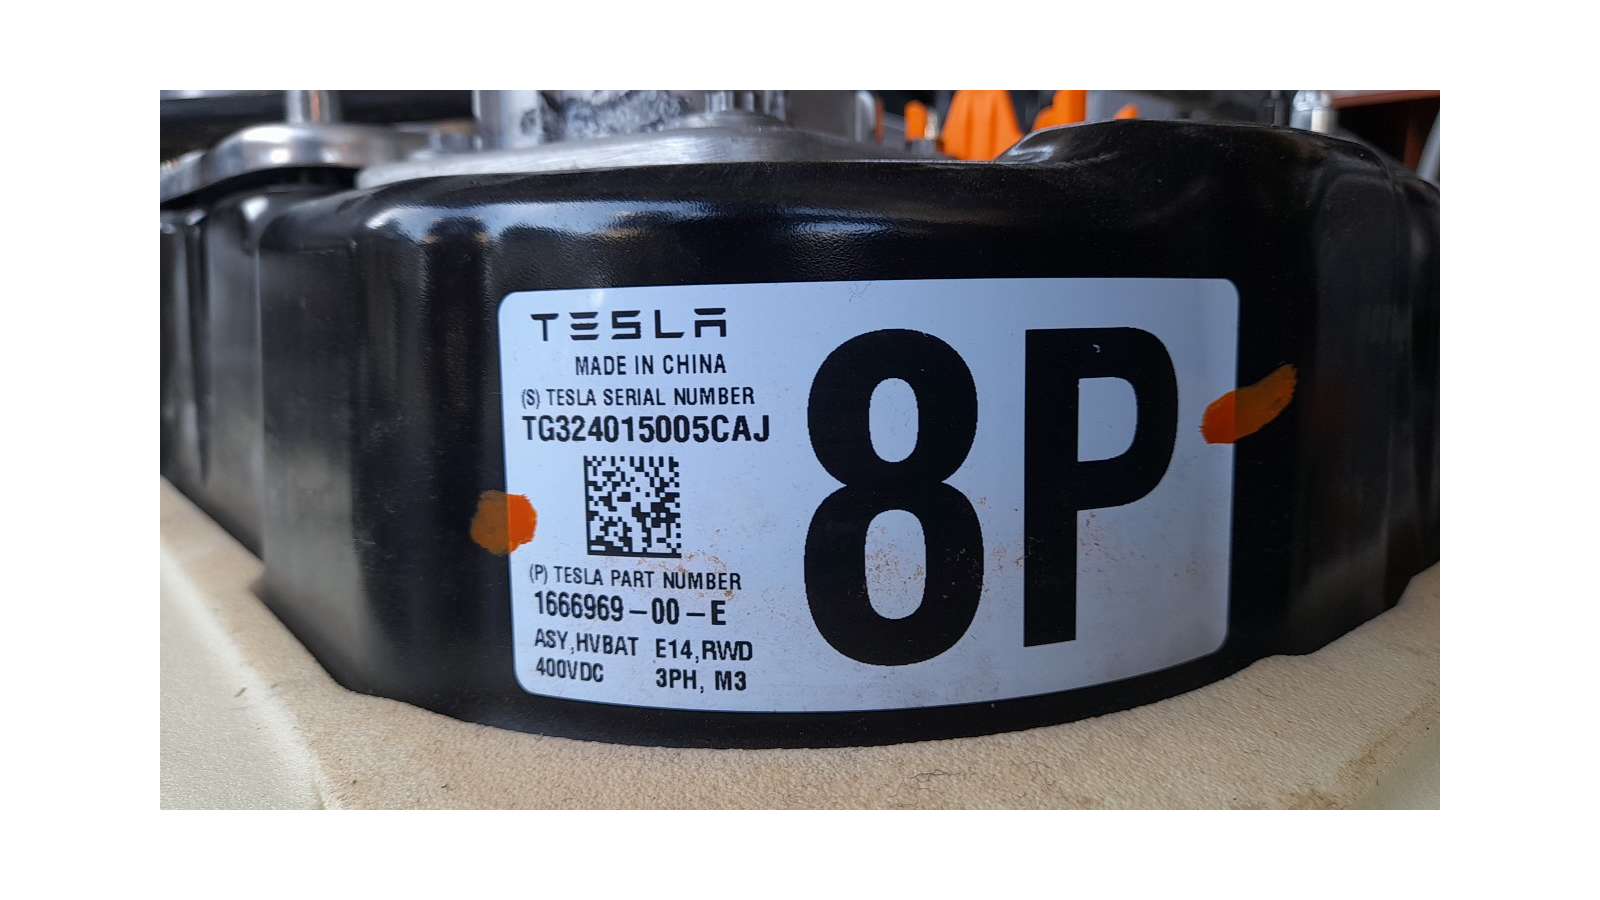 TESLA
MADE IN CHINA
(S) TESLA SERIAL NUMBER
TG324015005CAJ
(P) TESLA PART NUMBER
1666969-00-E
ASY,HVBAT E14,RWD
400VDC 3PH, M3
8P